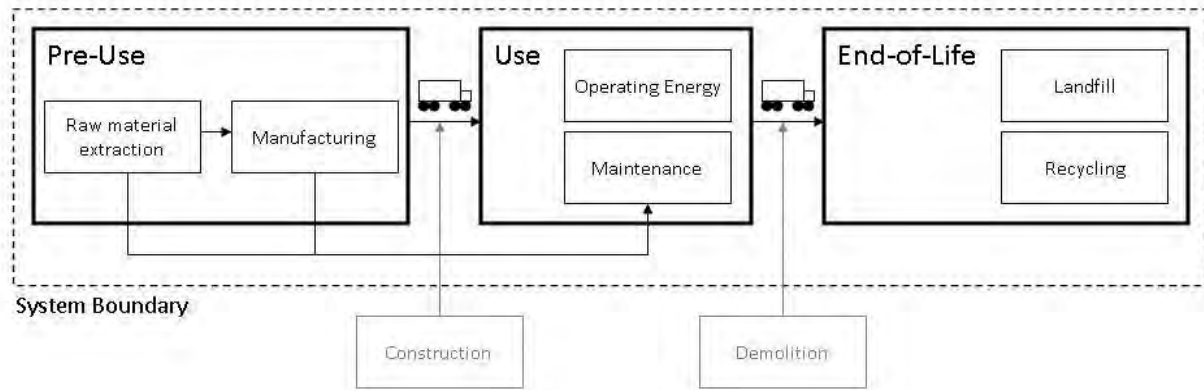 Pre-Use
Raw material
extraction
Manufacturing
Use
Operating Energy
Maintenance
End-of-Life
Landfill
Recycling
System Boundary
Construction
Demolition